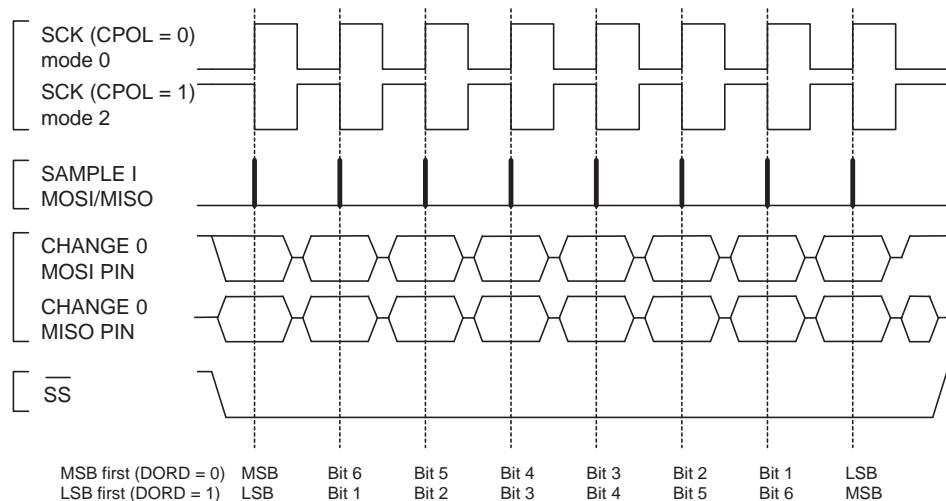 SCK (CPOL = 0)
mode 0
SCK (CPOL = 1)
mode 2
SAMPLE I
MOSI/MISO
CHANGE 0
MOSI PIN
CHANGE 0
MISO PIN
SS
MSB first (DORD = 0) MSB Bit 6 Bit 5 Bit 4 Bit 3 Bit 2 Bit 1 LSB
LSB first (DORD = 1) LSB Bit 1 Bit 2 Bit 3 Bit 4 Bit 5 Bit 6 MSB